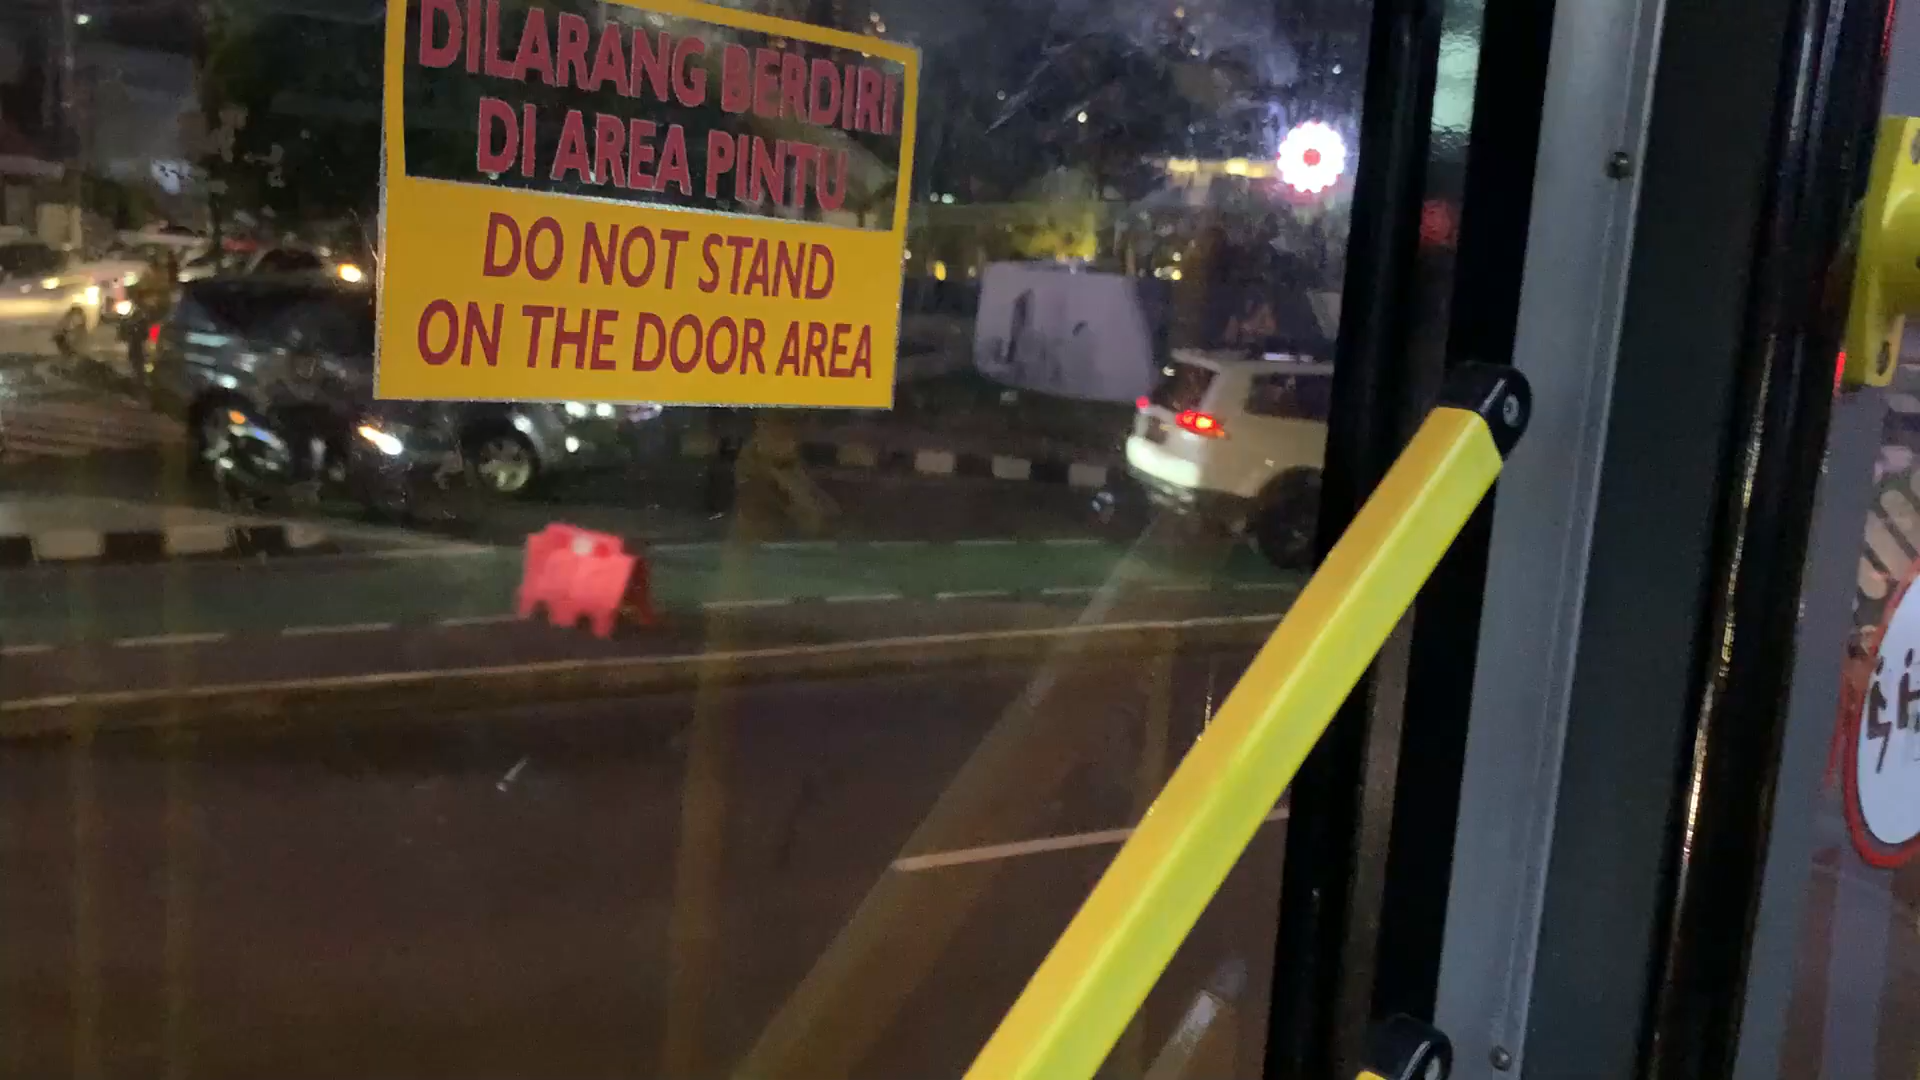 DILARANG BERDIRI
DI AREA PINTU
DO NOT STAND
ON THE DOOR AREA